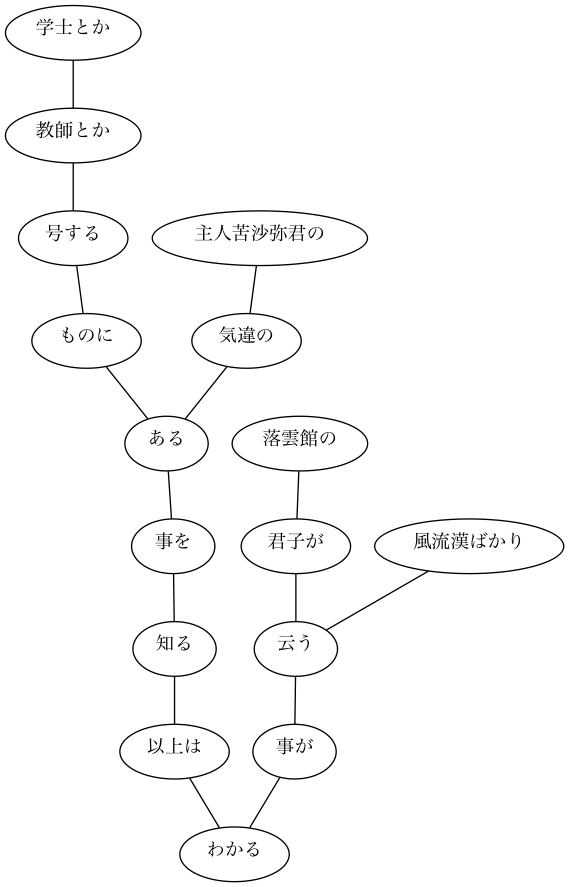 学士とか
教師とか
号する
主人苦沙弥君の
ものに
気違の
ある
落雲館の
事を
君子が
風流漢ばかり
知る
云う
以上は
事が
わかる